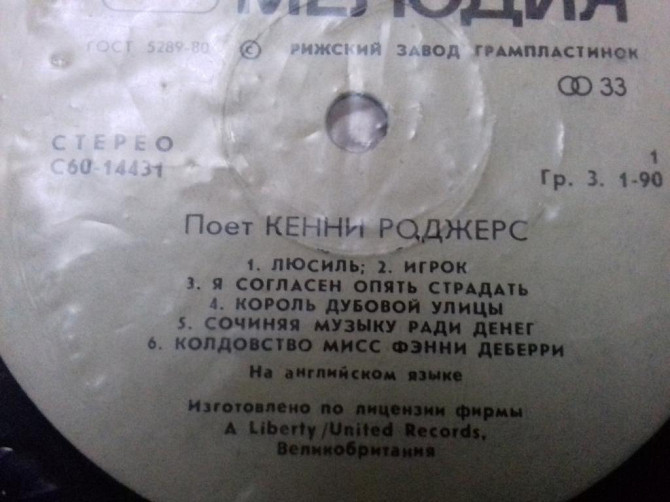 МЕЛОДИЯ
ГОСТ 5289-80 © РИЖСКИЙ ЗАВОД ГРАМПЛАСТИНОК
33
СТЕРЕО
С60-14431
1
Гр. 3. 1-90
Поет КЕННИ РОДЖЕРС
1. ЛЮСИЛЬ; 2. ИГРОК
3. Я СОГЛАСЕН ОПЯТЬ СТРАДАТЬ
4. КОРОЛЬ ДУБОВОЙ УЛИЦЫ
5. СОЧИНЯЯ МУЗЫКУ РАДИ ДЕНЕГ
6. КОЛДОВСТВО МИСС ФЭННИ ДЕБЕРРИ
На английском языке
Изготовлено по лицензии фирмы
A Liberty/United Records,
Великобритания